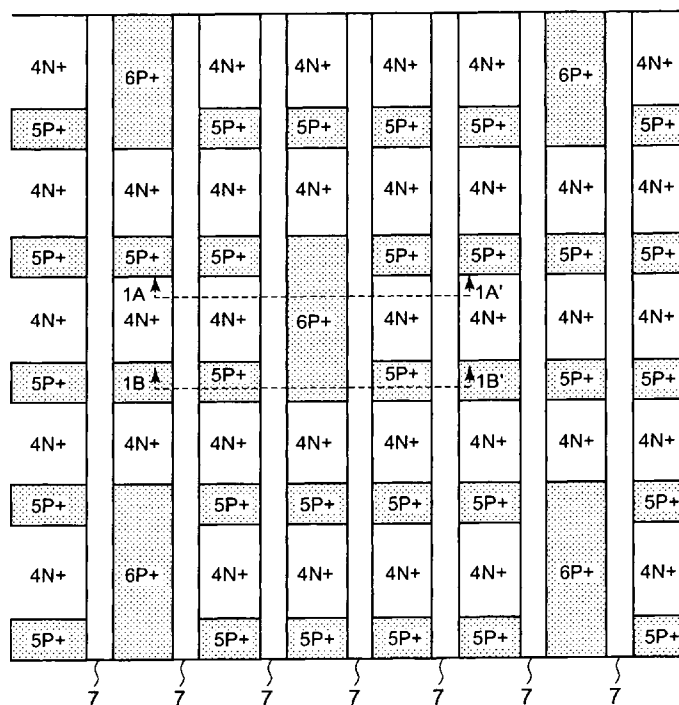 4N+ 6P+ 4N+ 4N+ 4N+ 4N+ 6P+ 4N+
5P+ 5P+ 5P+ 5P+ 5P+ 5P+
4N+ 4N+ 4N+ 4N+ 4N+ 4N+ 4N+ 4N+
5P+ 5P+ 5P+ 5P+ 5P+ 5P+ 5P+
1A 1A'
4N+ 4N+ 4N+ 6P+ 4N+ 4N+ 4N+ 4N+
5P+ 1B 5P+ 5P+ 1B' 5P+ 5P+
4N+ 4N+ 4N+ 4N+ 4N+ 4N+ 4N+ 4N+
5P+ 5P+ 5P+ 5P+ 5P+ 5P+
4N+ 6P+ 4N+ 4N+ 4N+ 4N+ 6P+ 4N+
5P+ 5P+ 5P+ 5P+ 5P+ 5P+
7 7 7 7 7 7 7